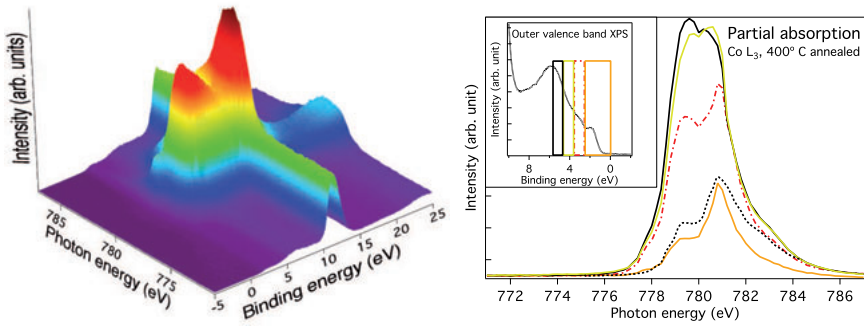 Intensity (arb. units)
785
780
775
Photon energy (eV)
-5
0
5
10
15
20
25
Binding energy (eV)
Partial absorption
Co L3, 400º C annealed
Outer valence band XPS
Intensity (arb. unit)
8 4 0
Binding energy (eV)
Intensity (arb. unit)
772 774 776 778 780 782 784 786
Photon energy (eV)